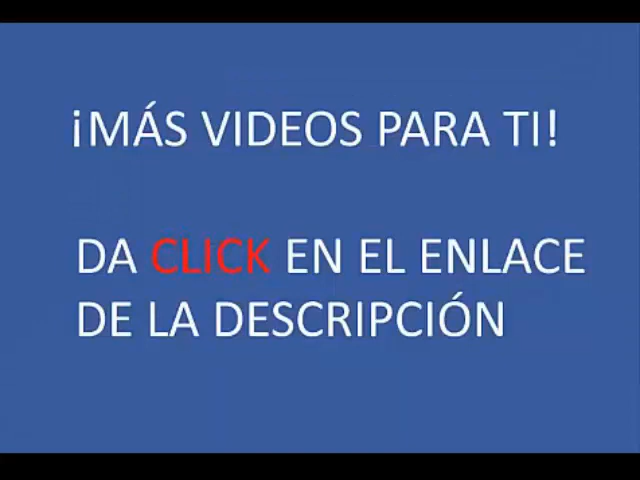 ¡MÁS VIDEOS PARA TI!
DA CLICK EN EL ENLACE
DE LA DESCRIPCIÓN